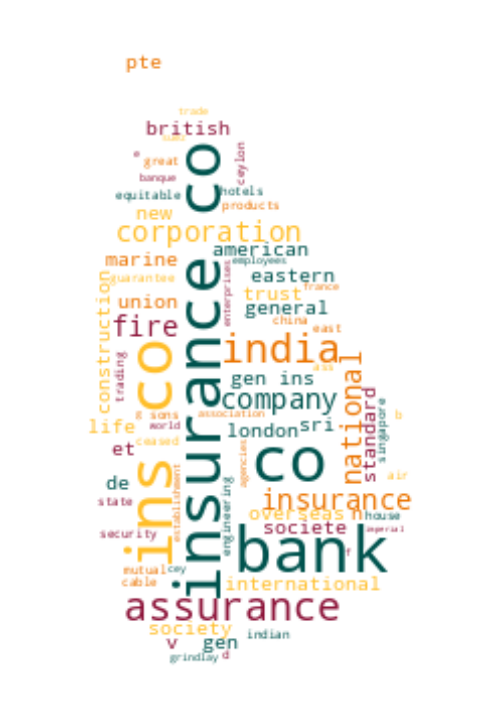 pte
trade
british
e
great
ceylon
co
banque
equitable
hotels
products
new
corporation
american
marine
employees
guarantee
eastern
france
trust
enterprises
union
general
construction
china
fire
east
india
ass
trading
gen ins
company
national
standard
singapore
g
sons
association
b
world
life
london
sri
ceased
et
agencies
co
air
de
ins co
establishment
insurance
insurance
state
engineering
overseas
n
house
societe
imperial
security
bank
f
mutual
cey
cable
international
assurance
society
indian
v
gen
grindlay
d